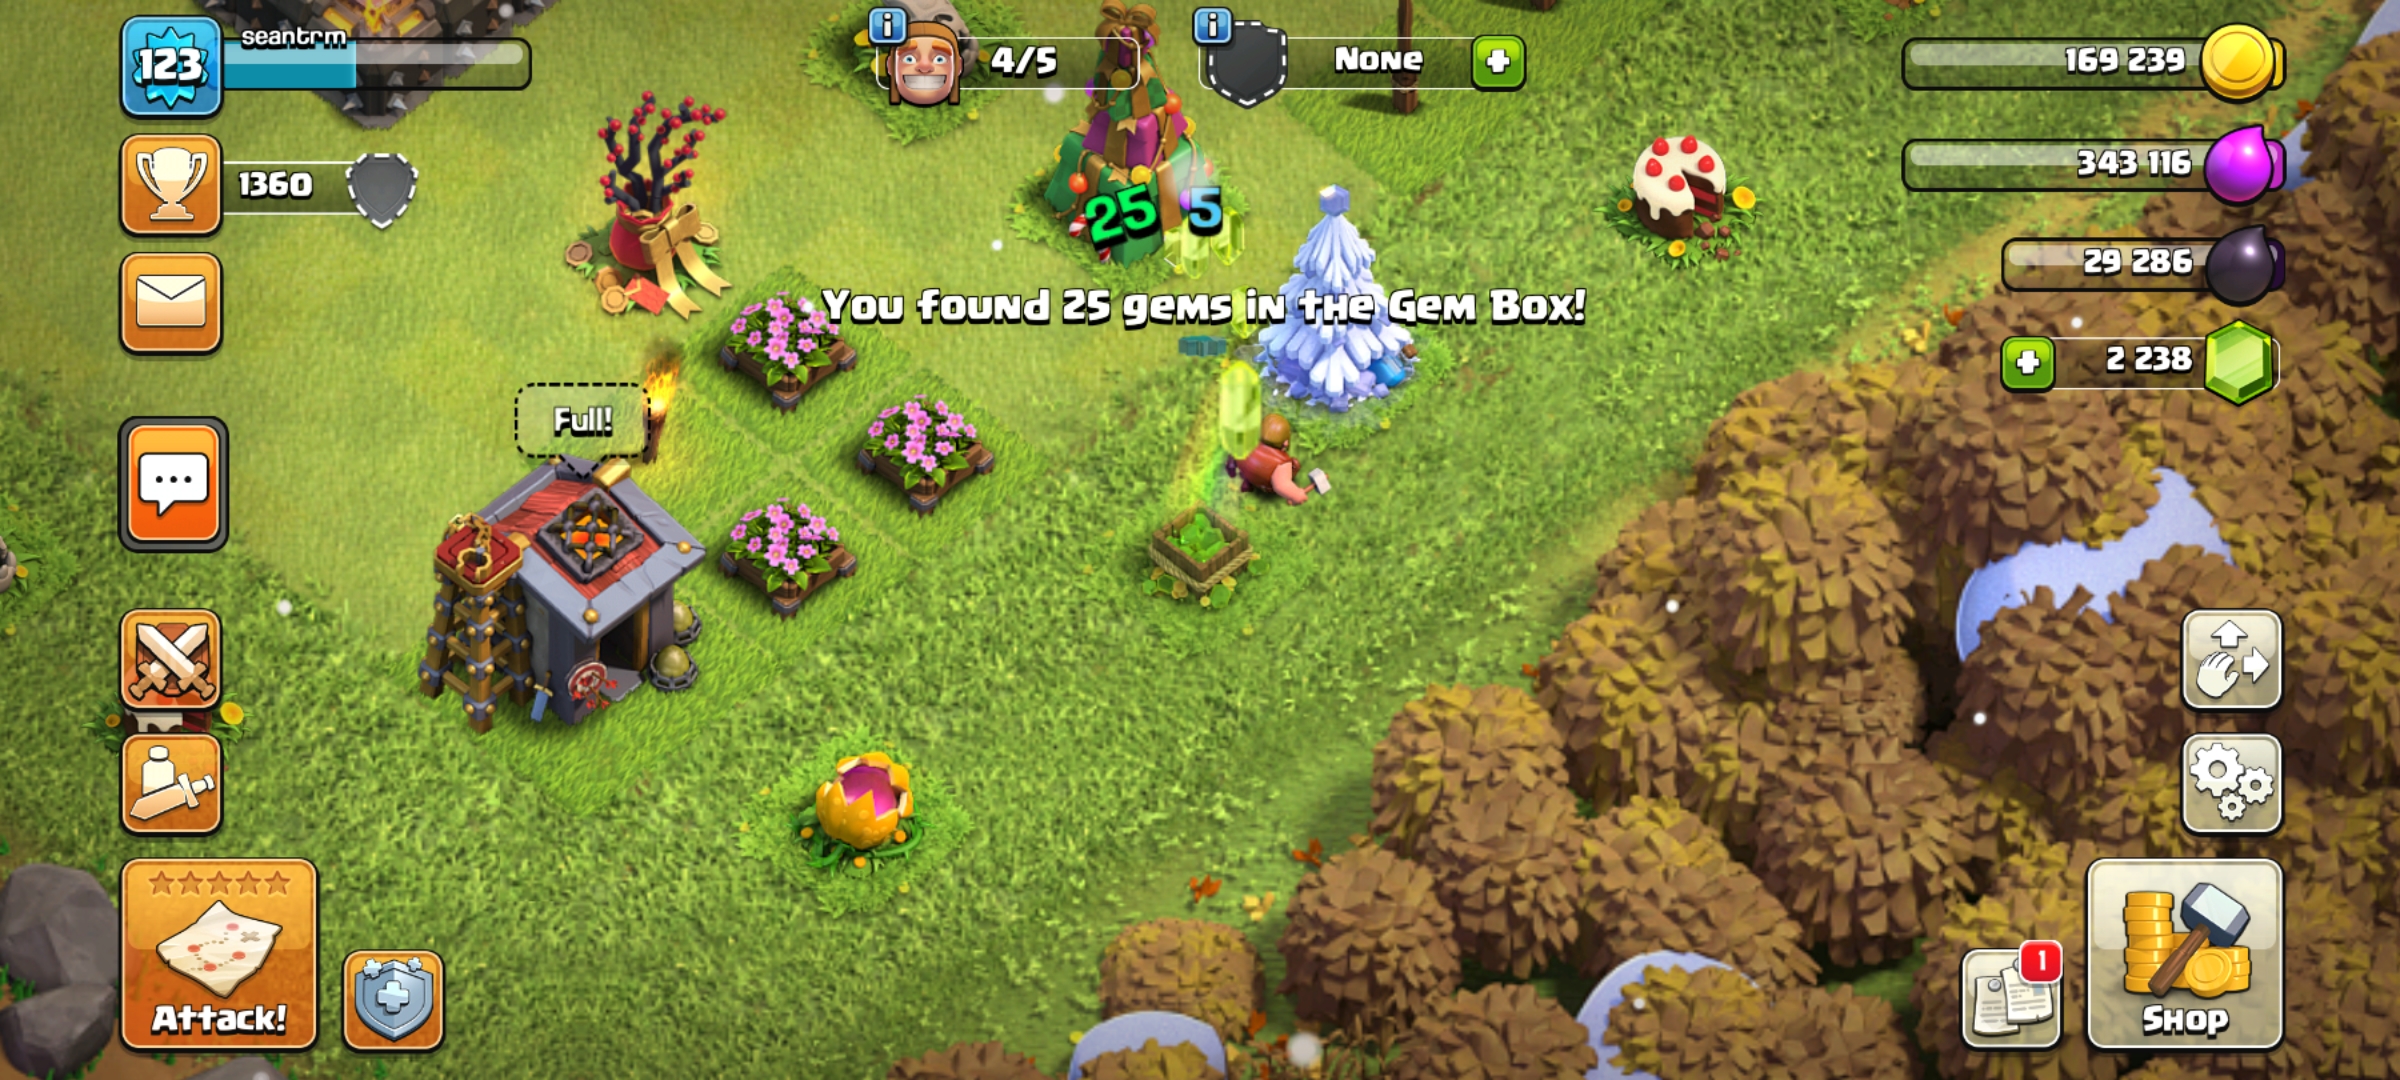 123
seantrm
4/5
None
169 239
1360
343 116
25
5
29 286
You found 25 gems in the Gem Box!
2 238
Full!
Attack!
1
Shop